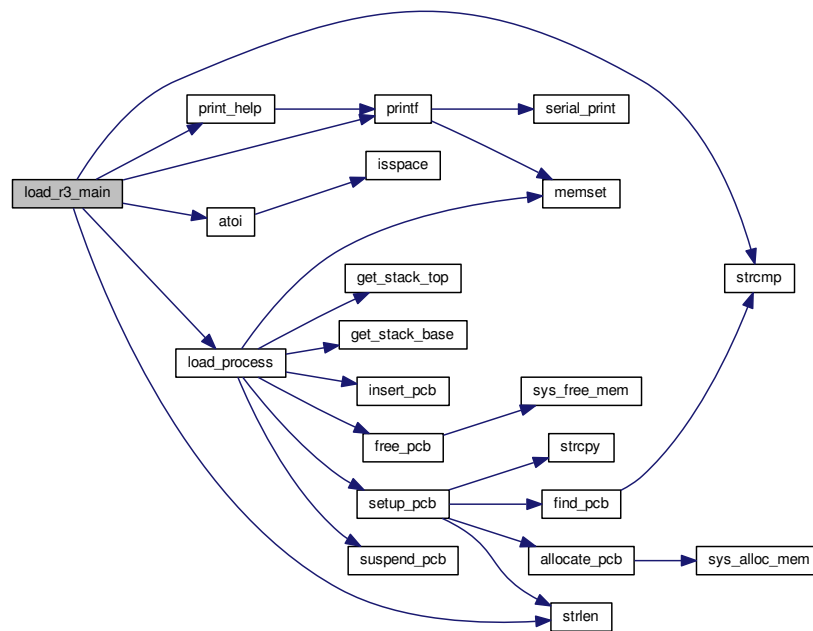 print_help
printf
serial_print
isspace
load_r3_main
memset
atoi
get_stack_top
strcmp
get_stack_base
load_process
insert_pcb
sys_free_mem
free_pcb
strcpy
setup_pcb
find_pcb
suspend_pcb
allocate_pcb
sys_alloc_mem
strlen